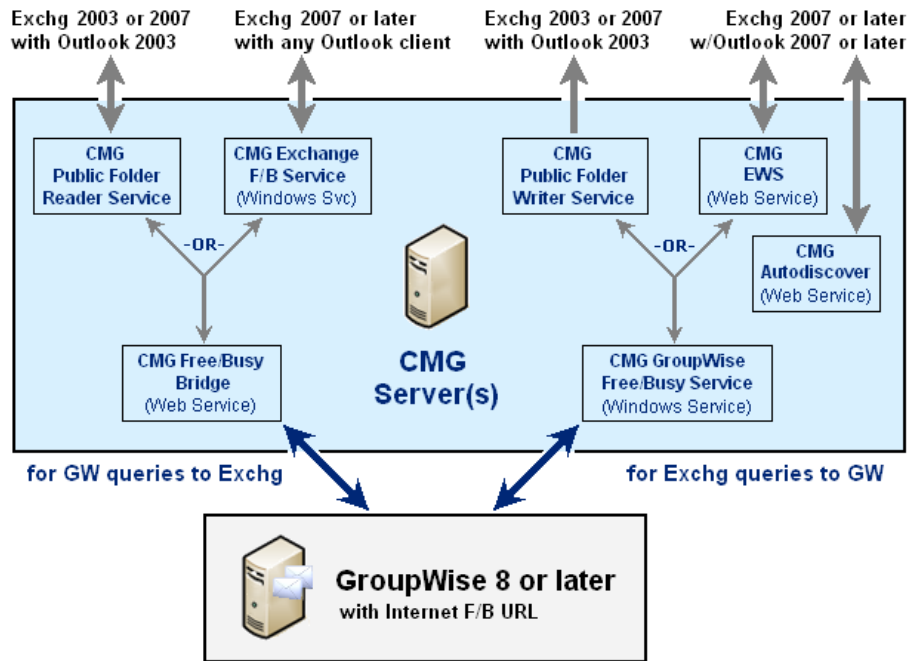 Exchg 2003 or 2007
with Outlook 2003
Exchg 2007 or later
with any Outlook client
Exchg 2003 or 2007
with Outlook 2003
Exchg 2007 or later
w/Outlook 2007 or later
CMG
Public Folder
Reader Service
CMG Exchange
F/B Service
(Windows Svc)
CMG
Public Folder
Writer Service
CMG
EWS
(Web Service)
-OR-
-OR-
CMG
Autodiscover
(Web Service)
CMG Free/Busy
Bridge
(Web Service)
CMG
Server(s)
CMG GroupWise
Free/Busy Service
(Windows Service)
for GW queries to Exchg
for Exchg queries to GW
GroupWise 8 or later
with Internet F/B URL